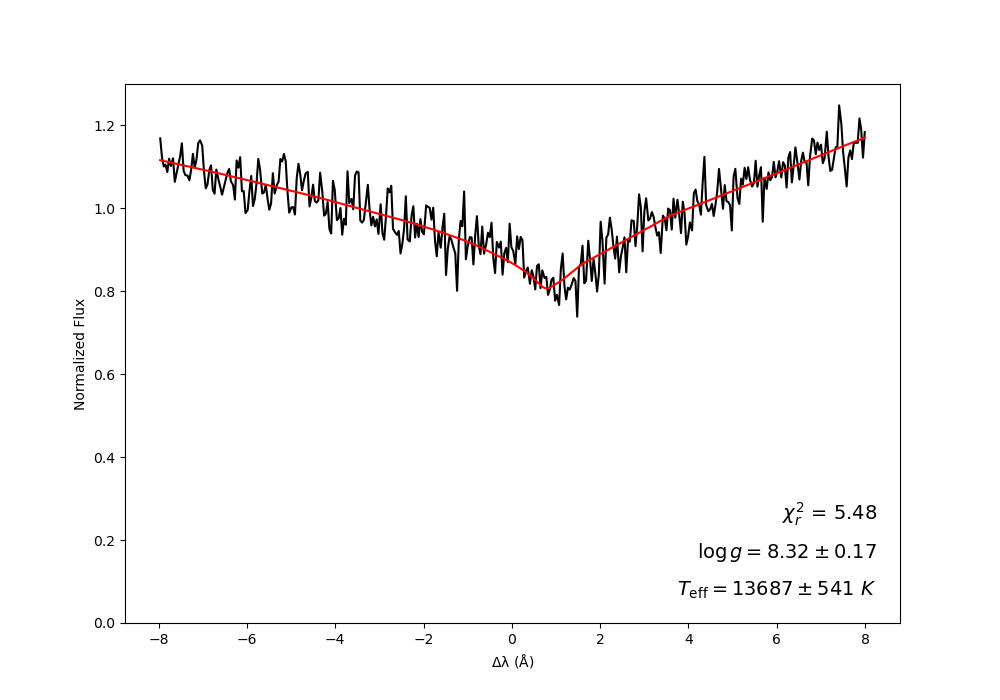 1.2
1.0
0.8
0.6
0.4
0.2
0.0
Normalized Flux
χ²ᵣ = 5.48
log g = 8.32 ± 0.17
T_eff = 13687 ± 541 K
−8 −6 −4 −2 0 2 4 6 8
Δλ (Å)